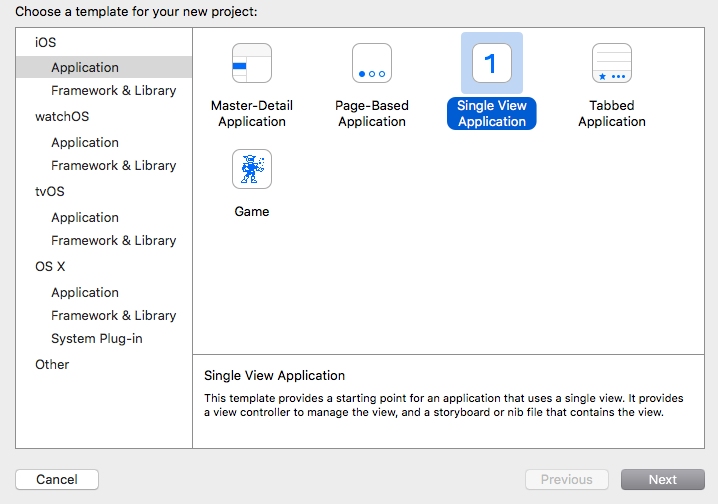 Choose a template for your new project:
iOS
Application
Framework & Library
watchOS
Application
Framework & Library
tvOS
Application
Framework & Library
OS X
Application
Framework & Library
System Plug-in
Other
Master-Detail
Application
Page-Based
Application
1
Single View
Application
Tabbed
Application
Game
Single View Application
This template provides a starting point for an application that uses a single view. It provides
a view controller to manage the view, and a storyboard or nib file that contains the view.
Cancel
Previous
Next